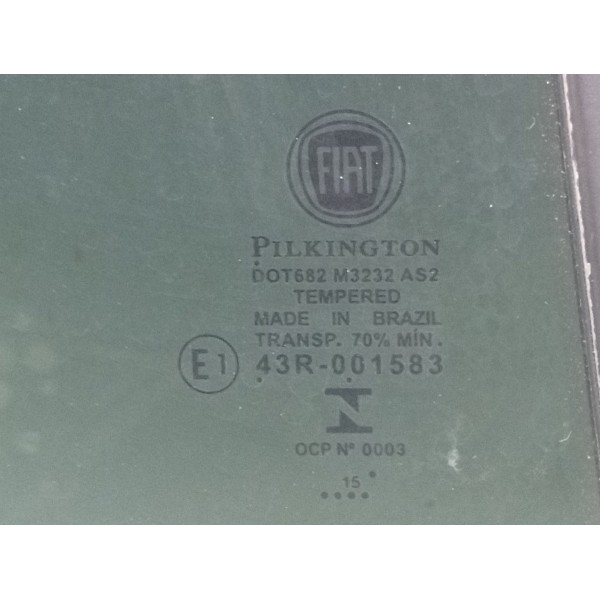 FIAT
PILKINGTON
DOT682 M3232 AS2
TEMPERED
MADE IN BRAZIL
TRANSP. 70% MÍN.
E1 43R-001583
N
OCP Nº 0003
15